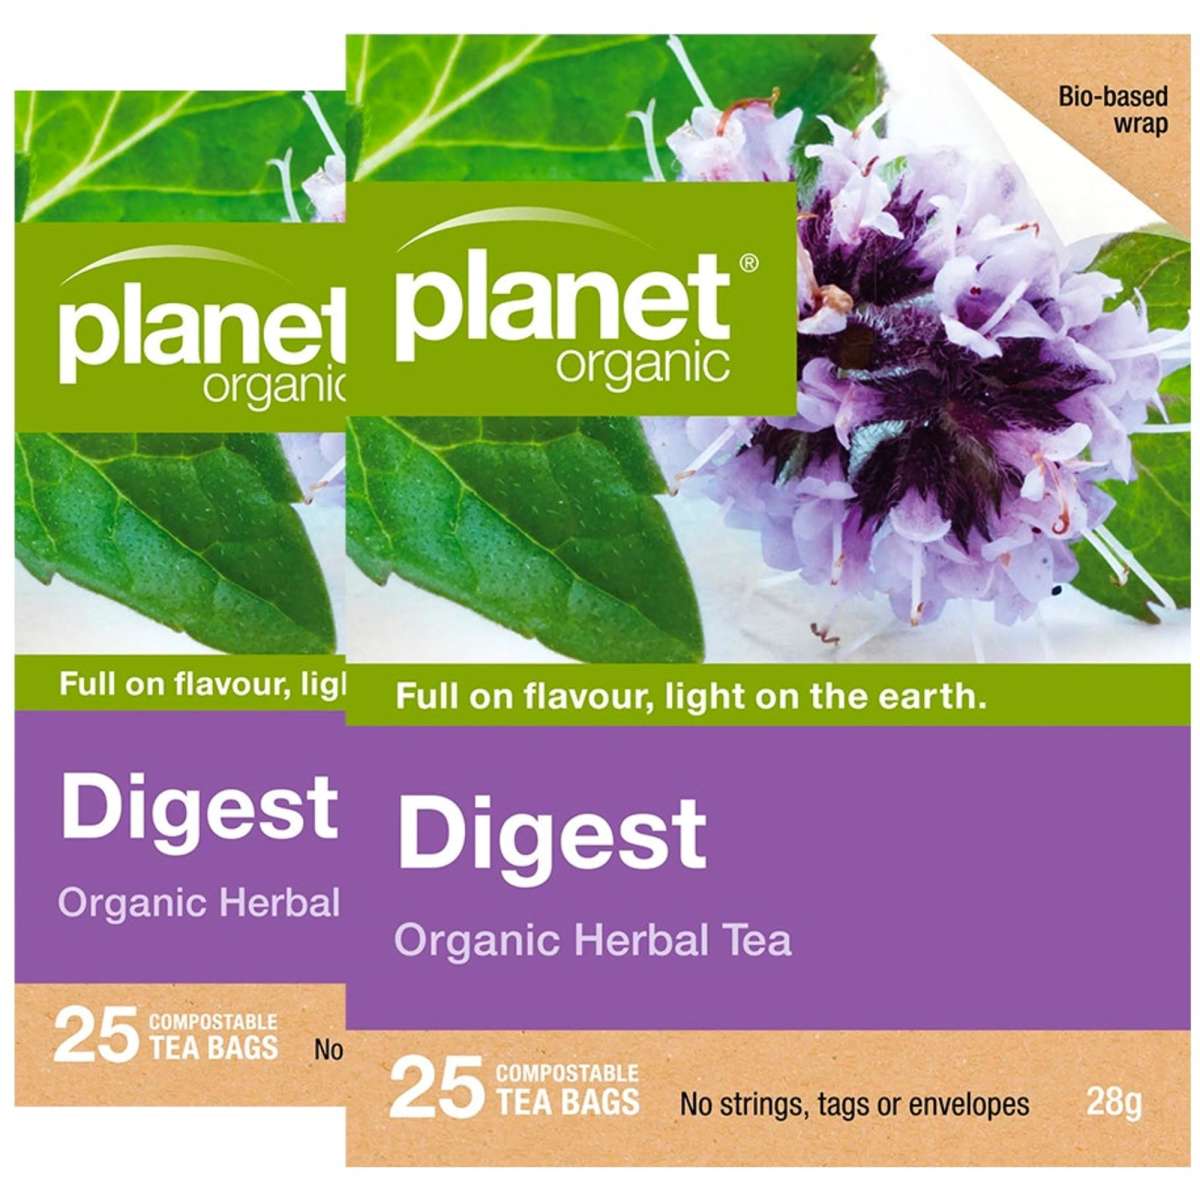 planet
organic
Full on flavour, ligh
Digest
Organic Herbal
25 COMPOSTABLE
TEA BAGS
No
Bio-based
wrap
planet®
organic
Full on flavour, light on the earth.
Digest
Organic Herbal Tea
25 COMPOSTABLE
TEA BAGS
No strings, tags or envelopes
28g